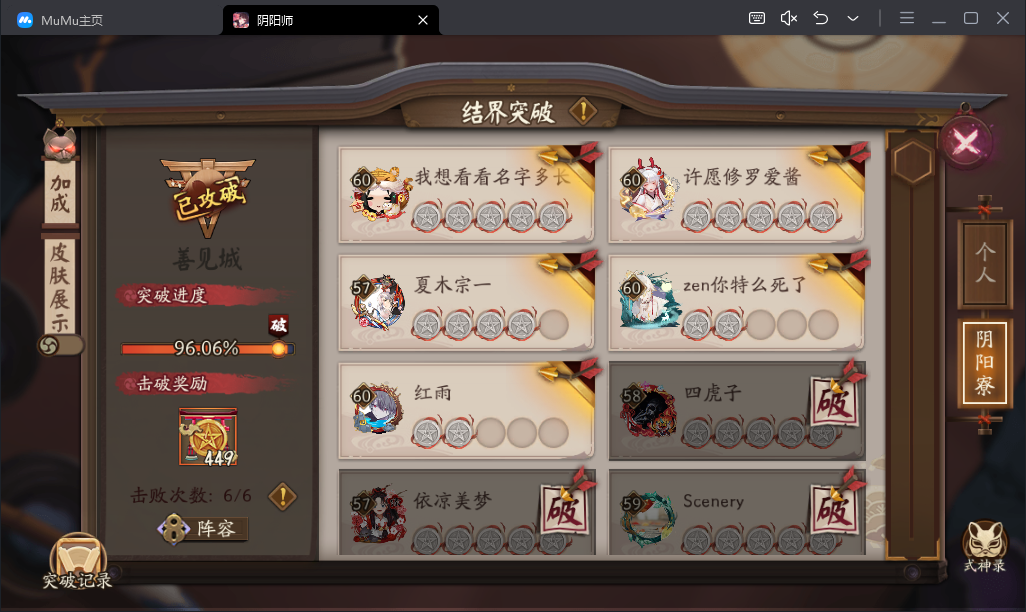 MuMu主页
阴阳师
结界突破
加成
皮肤展示
已攻破
善见城
突破进度
破
96.06%
击破奖励
449
击败次数: 6/6
阵容
突破记录
60
我想看看名字多长
60
许愿修罗爱酱
57
夏木宗一
60
zen你特么死了
60
红雨
58
四虎子
破
57
依凉美梦
破
59
Scenery
破
个人
阴阳寮
式神录